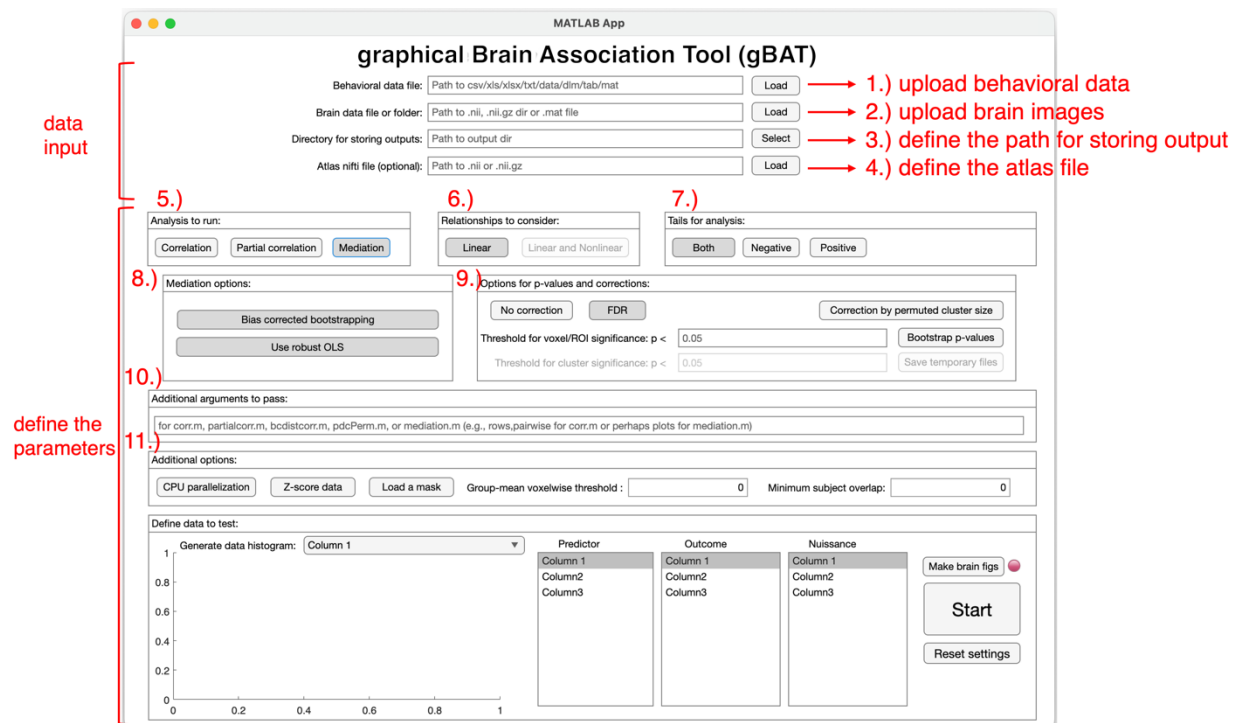 MATLAB App
graphical Brain Association Tool (gBAT)
data
input
Behavioral data file: Path to csv/xls/xlsx/txt/data/dlm/tab/mat Load 1.) upload behavioral data
Brain data file or folder: Path to .nii, .nii.gz dir or .mat file Load 2.) upload brain images
Directory for storing outputs: Path to output dir Select 3.) define the path for storing output
Atlas nifti file (optional): Path to .nii or .nii.gz Load 4.) define the atlas file
5.) 6.) 7.)
Analysis to run: Relationships to consider: Tails for analysis:
Correlation Partial correlation Mediation Linear Linear and Nonlinear Both Negative Positive
8.) Mediation options: 9.) Options for p-values and corrections:
No correction FDR Correction by permuted cluster size
Bias corrected bootstrapping
Threshold for voxel/ROI significance: p < 0.05 Bootstrap p-values
Use robust OLS
Threshold for cluster significance: p < 0.05 Save temporary files
10.)
Additional arguments to pass:
define the
parameters
for corr.m, partialcorr.m, bcdistcorr.m, pdcPerm.m, or mediation.m (e.g., rows,pairwise for corr.m or perhaps plots for mediation.m)
11.)
Additional options:
CPU parallelization Z-score data Load a mask Group-mean voxelwise threshold : 0 Minimum subject overlap: 0
Define data to test:
Generate data histogram: Column 1 Predictor Outcome Nuissance
1 Column 1 Column 1 Column 1
Column2 Column2 Column2 Make brain figs
0.8 Column3 Column3 Column3
0.6 Start
0.4
Reset settings
0.2
0
0 0.2 0.4 0.6 0.8 1